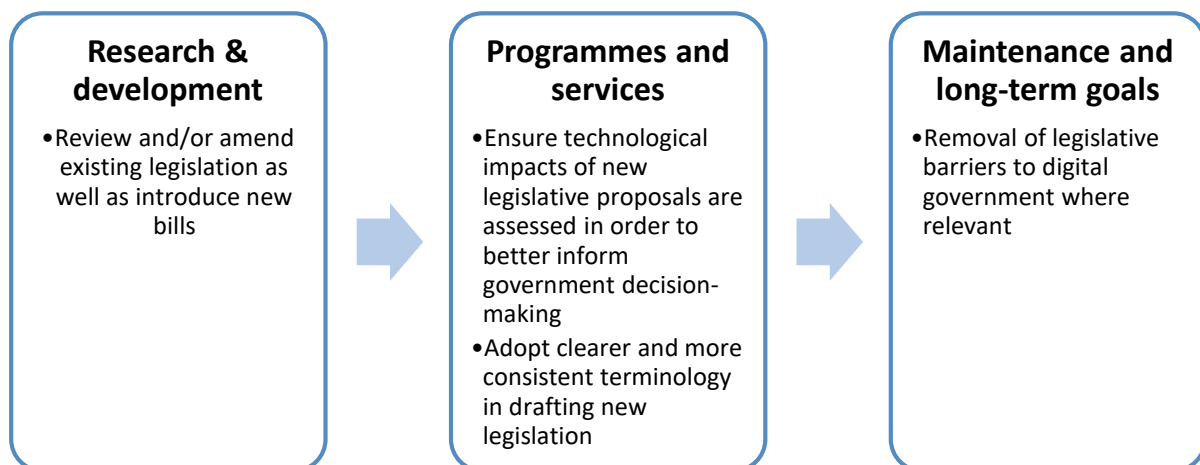 Research &
development
•Review and/or amend
existing legislation as
well as introduce new
bills
Programmes and
services
•Ensure technological
impacts of new
legislative proposals are
assessed in order to
better inform
government decision-
making
•Adopt clearer and more
consistent terminology
in drafting new
legislation
Maintenance and
long-term goals
•Removal of legislative
barriers to digital
government where
relevant